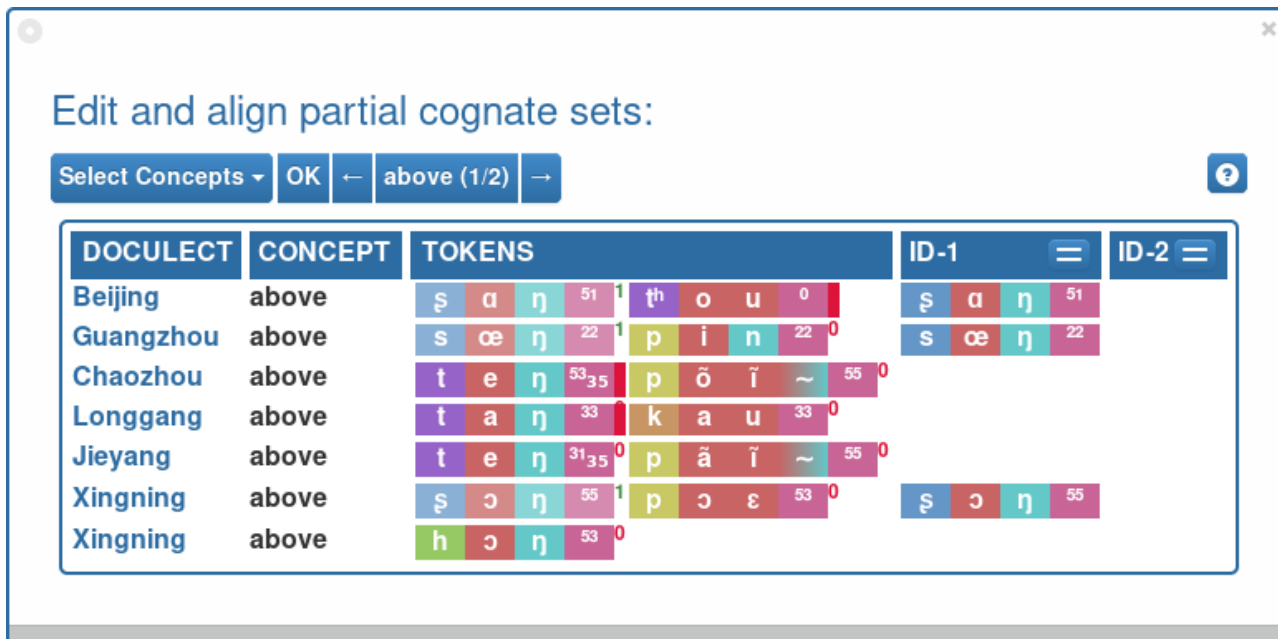 ×
Edit and align partial cognate sets:
Select Concepts OK ← above (1/2) → ?
DOCULECT CONCEPT TOKENS ID-1 = ID-2 =
Beijing above ʂ ɑ ŋ ⁵¹ 1 tʰ o u ⁰ ʂ ɑ ŋ ⁵¹
Guangzhou above s œ ŋ ²² 1 p i n ²² 0 s œ ŋ ²²
Chaozhou above t e ŋ ⁵³₃₅ p õ ĩ ~ ⁵⁵ 0
Longgang above t a ŋ ³³ k a u ³³ 0
Jieyang above t e ŋ ³¹₃₅ 0 p ã ĩ ~ ⁵⁵ 0
Xingning above ʂ ɔ ŋ ⁵⁵ 1 p ɔ ɛ ⁵³ 0 ʂ ɔ ŋ ⁵⁵
Xingning above h ɔ ŋ ⁵³ 0